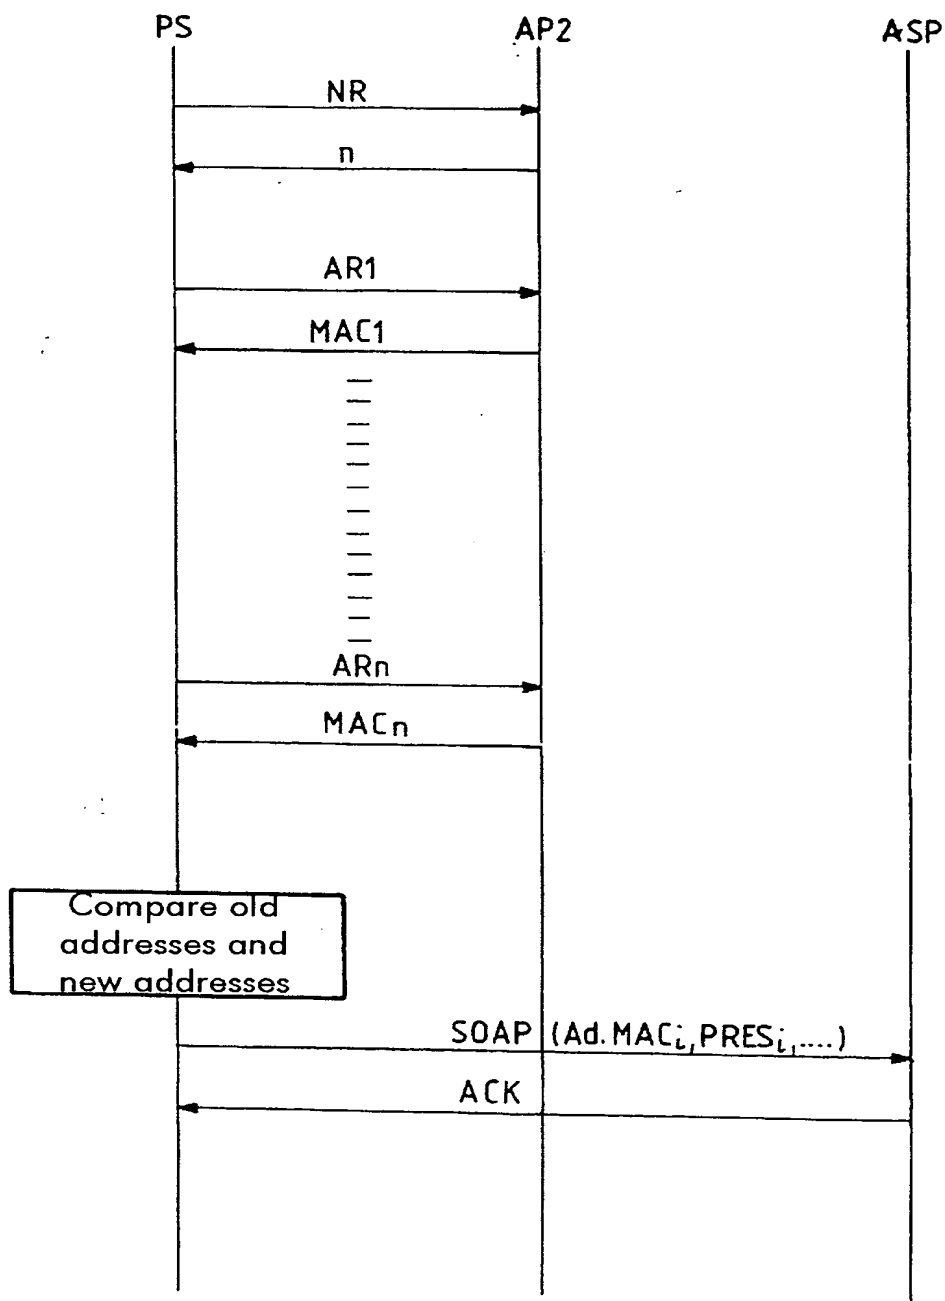 PS AP2 ASP
NR
n
AR1
MAC1
ARn
MACn
Compare old
addresses and
new addresses
SOAP (Ad.MACi,PRESi,....)
ACK